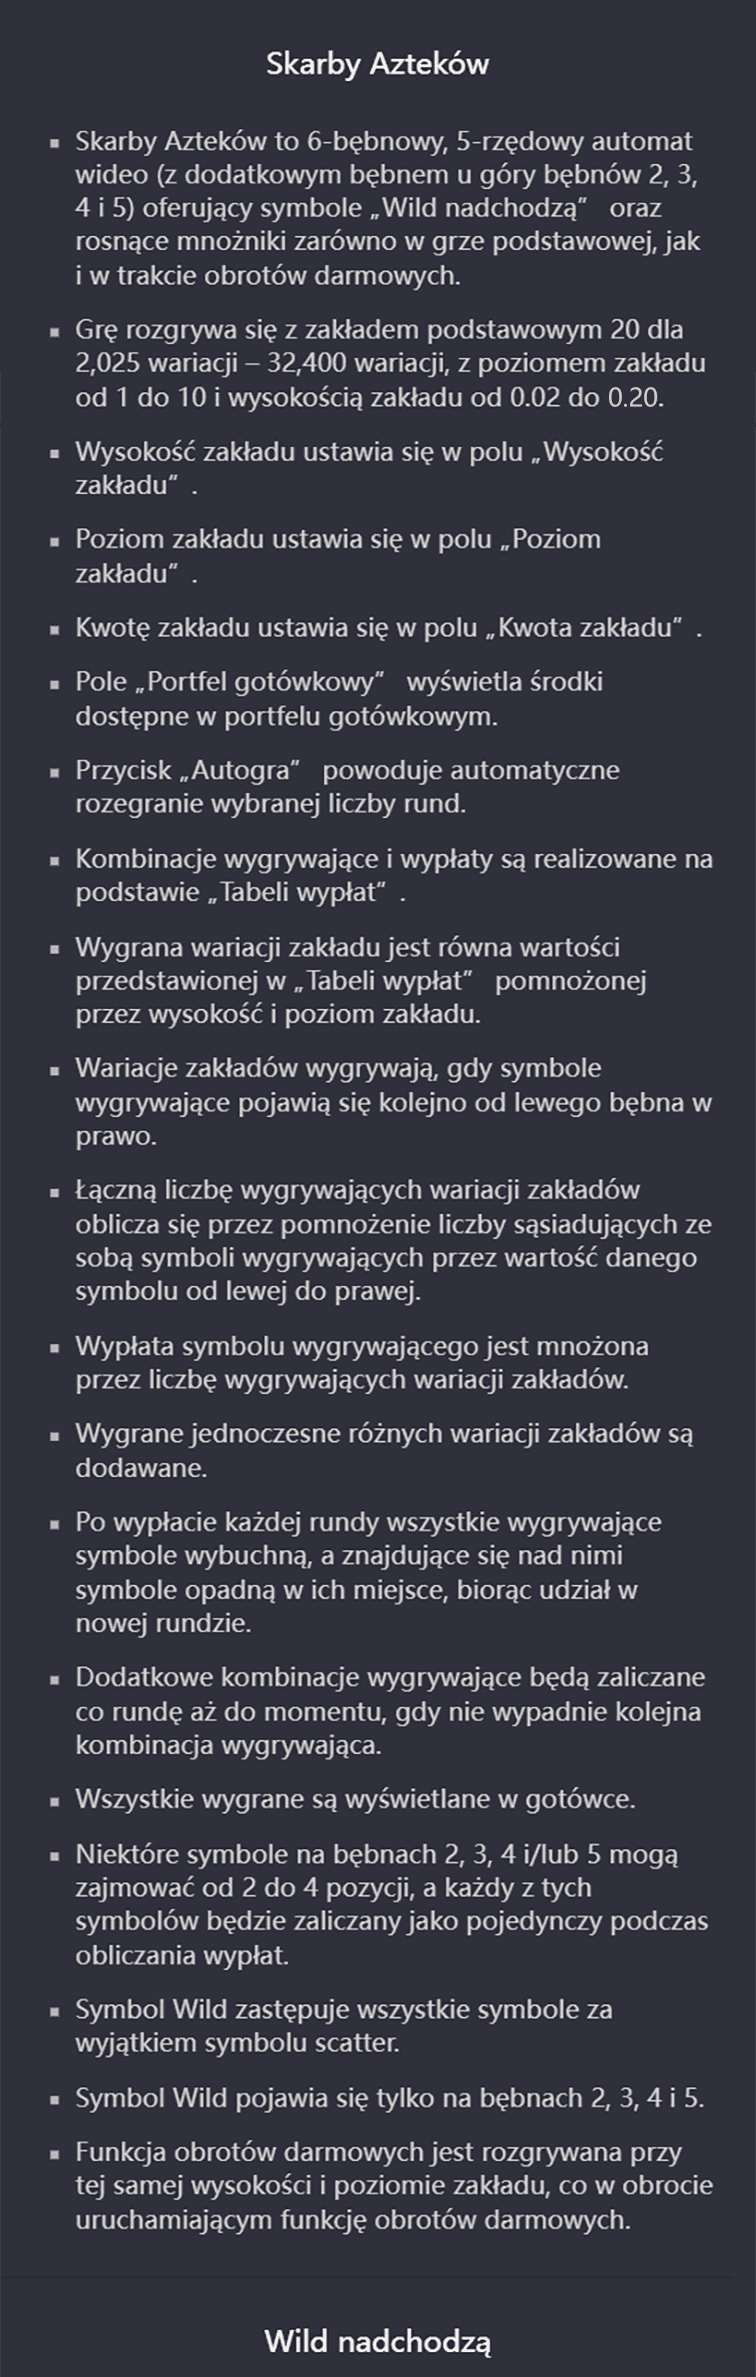 Skarby Azteków
▪ Skarby Azteków to 6-bębnowy, 5-rzędowy automat
wideo (z dodatkowym bębnem u góry bębnów 2, 3,
4 i 5) oferujący symbole „Wild nadchodzą” oraz
rosnące mnożniki zarówno w grze podstawowej, jak
i w trakcie obrotów darmowych.
▪ Grę rozgrywa się z zakładem podstawowym 20 dla
2,025 wariacji – 32,400 wariacji, z poziomem zakładu
od 1 do 10 i wysokością zakładu od 0.02 do 0.20.
▪ Wysokość zakładu ustawia się w polu „Wysokość
zakładu” .
▪ Poziom zakładu ustawia się w polu „Poziom
zakładu” .
▪ Kwotę zakładu ustawia się w polu „Kwota zakładu” .
▪ Pole „Portfel gotówkowy” wyświetla środki
dostępne w portfelu gotówkowym.
▪ Przycisk „Autogra” powoduje automatyczne
rozegranie wybranej liczby rund.
▪ Kombinacje wygrywające i wypłaty są realizowane na
podstawie „Tabeli wypłat” .
▪ Wygrana wariacji zakładu jest równa wartości
przedstawionej w „Tabeli wypłat” pomnożonej
przez wysokość i poziom zakładu.
▪ Wariacje zakładów wygrywają, gdy symbole
wygrywające pojawią się kolejno od lewego bębna w
prawo.
▪ Łączną liczbę wygrywających wariacji zakładów
oblicza się przez pomnożenie liczby sąsiadujących ze
sobą symboli wygrywających przez wartość danego
symbolu od lewej do prawej.
▪ Wypłata symbolu wygrywającego jest mnożona
przez liczbę wygrywających wariacji zakładów.
▪ Wygrane jednoczesne różnych wariacji zakładów są
dodawane.
▪ Po wypłacie każdej rundy wszystkie wygrywające
symbole wybuchną, a znajdujące się nad nimi
symbole opadną w ich miejsce, biorąc udział w
nowej rundzie.
▪ Dodatkowe kombinacje wygrywające będą zaliczane
co rundę aż do momentu, gdy nie wypadnie kolejna
kombinacja wygrywająca.
▪ Wszystkie wygrane są wyświetlane w gotówce.
▪ Niektóre symbole na bębnach 2, 3, 4 i/lub 5 mogą
zajmować od 2 do 4 pozycji, a każdy z tych
symbolów będzie zaliczany jako pojedynczy podczas
obliczania wypłat.
▪ Symbol Wild zastępuje wszystkie symbole za
wyjątkiem symbolu scatter.
▪ Symbol Wild pojawia się tylko na bębnach 2, 3, 4 i 5.
▪ Funkcja obrotów darmowych jest rozgrywana przy
tej samej wysokości i poziomie zakładu, co w obrocie
uruchamiającym funkcję obrotów darmowych.
Wild nadchodzą